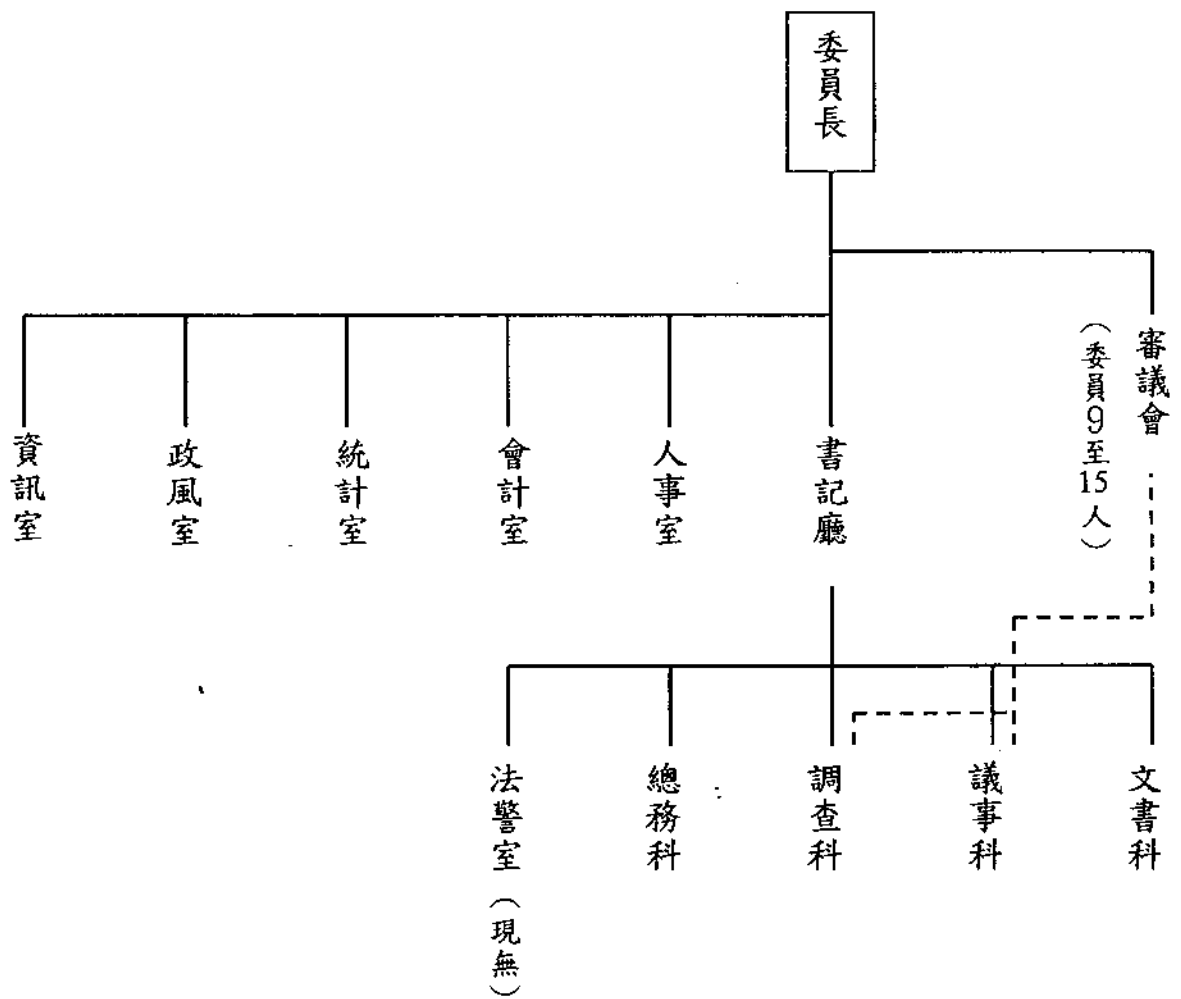 委員長
審議會
（委員9至15人）
書記廳
人事室
會計室
統計室
政風室
資訊室
文書科
議事科
調查科
總務科
法警室（現無）